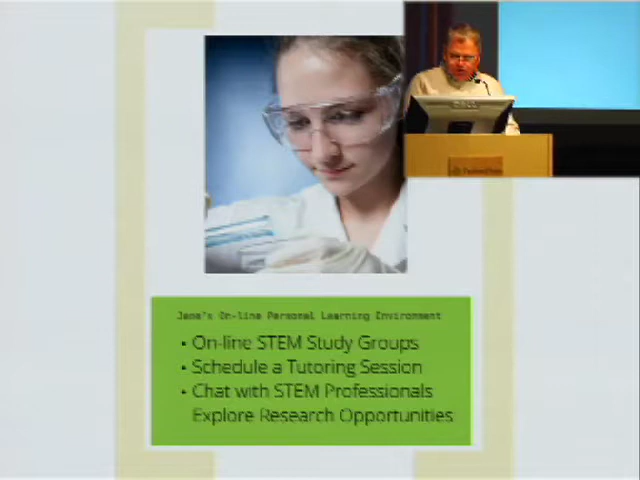 Jane's On-line Personal Learning Environment
• On-line STEM Study Groups
• Schedule a Tutoring Session
• Chat with STEM Professionals
Explore Research Opportunities